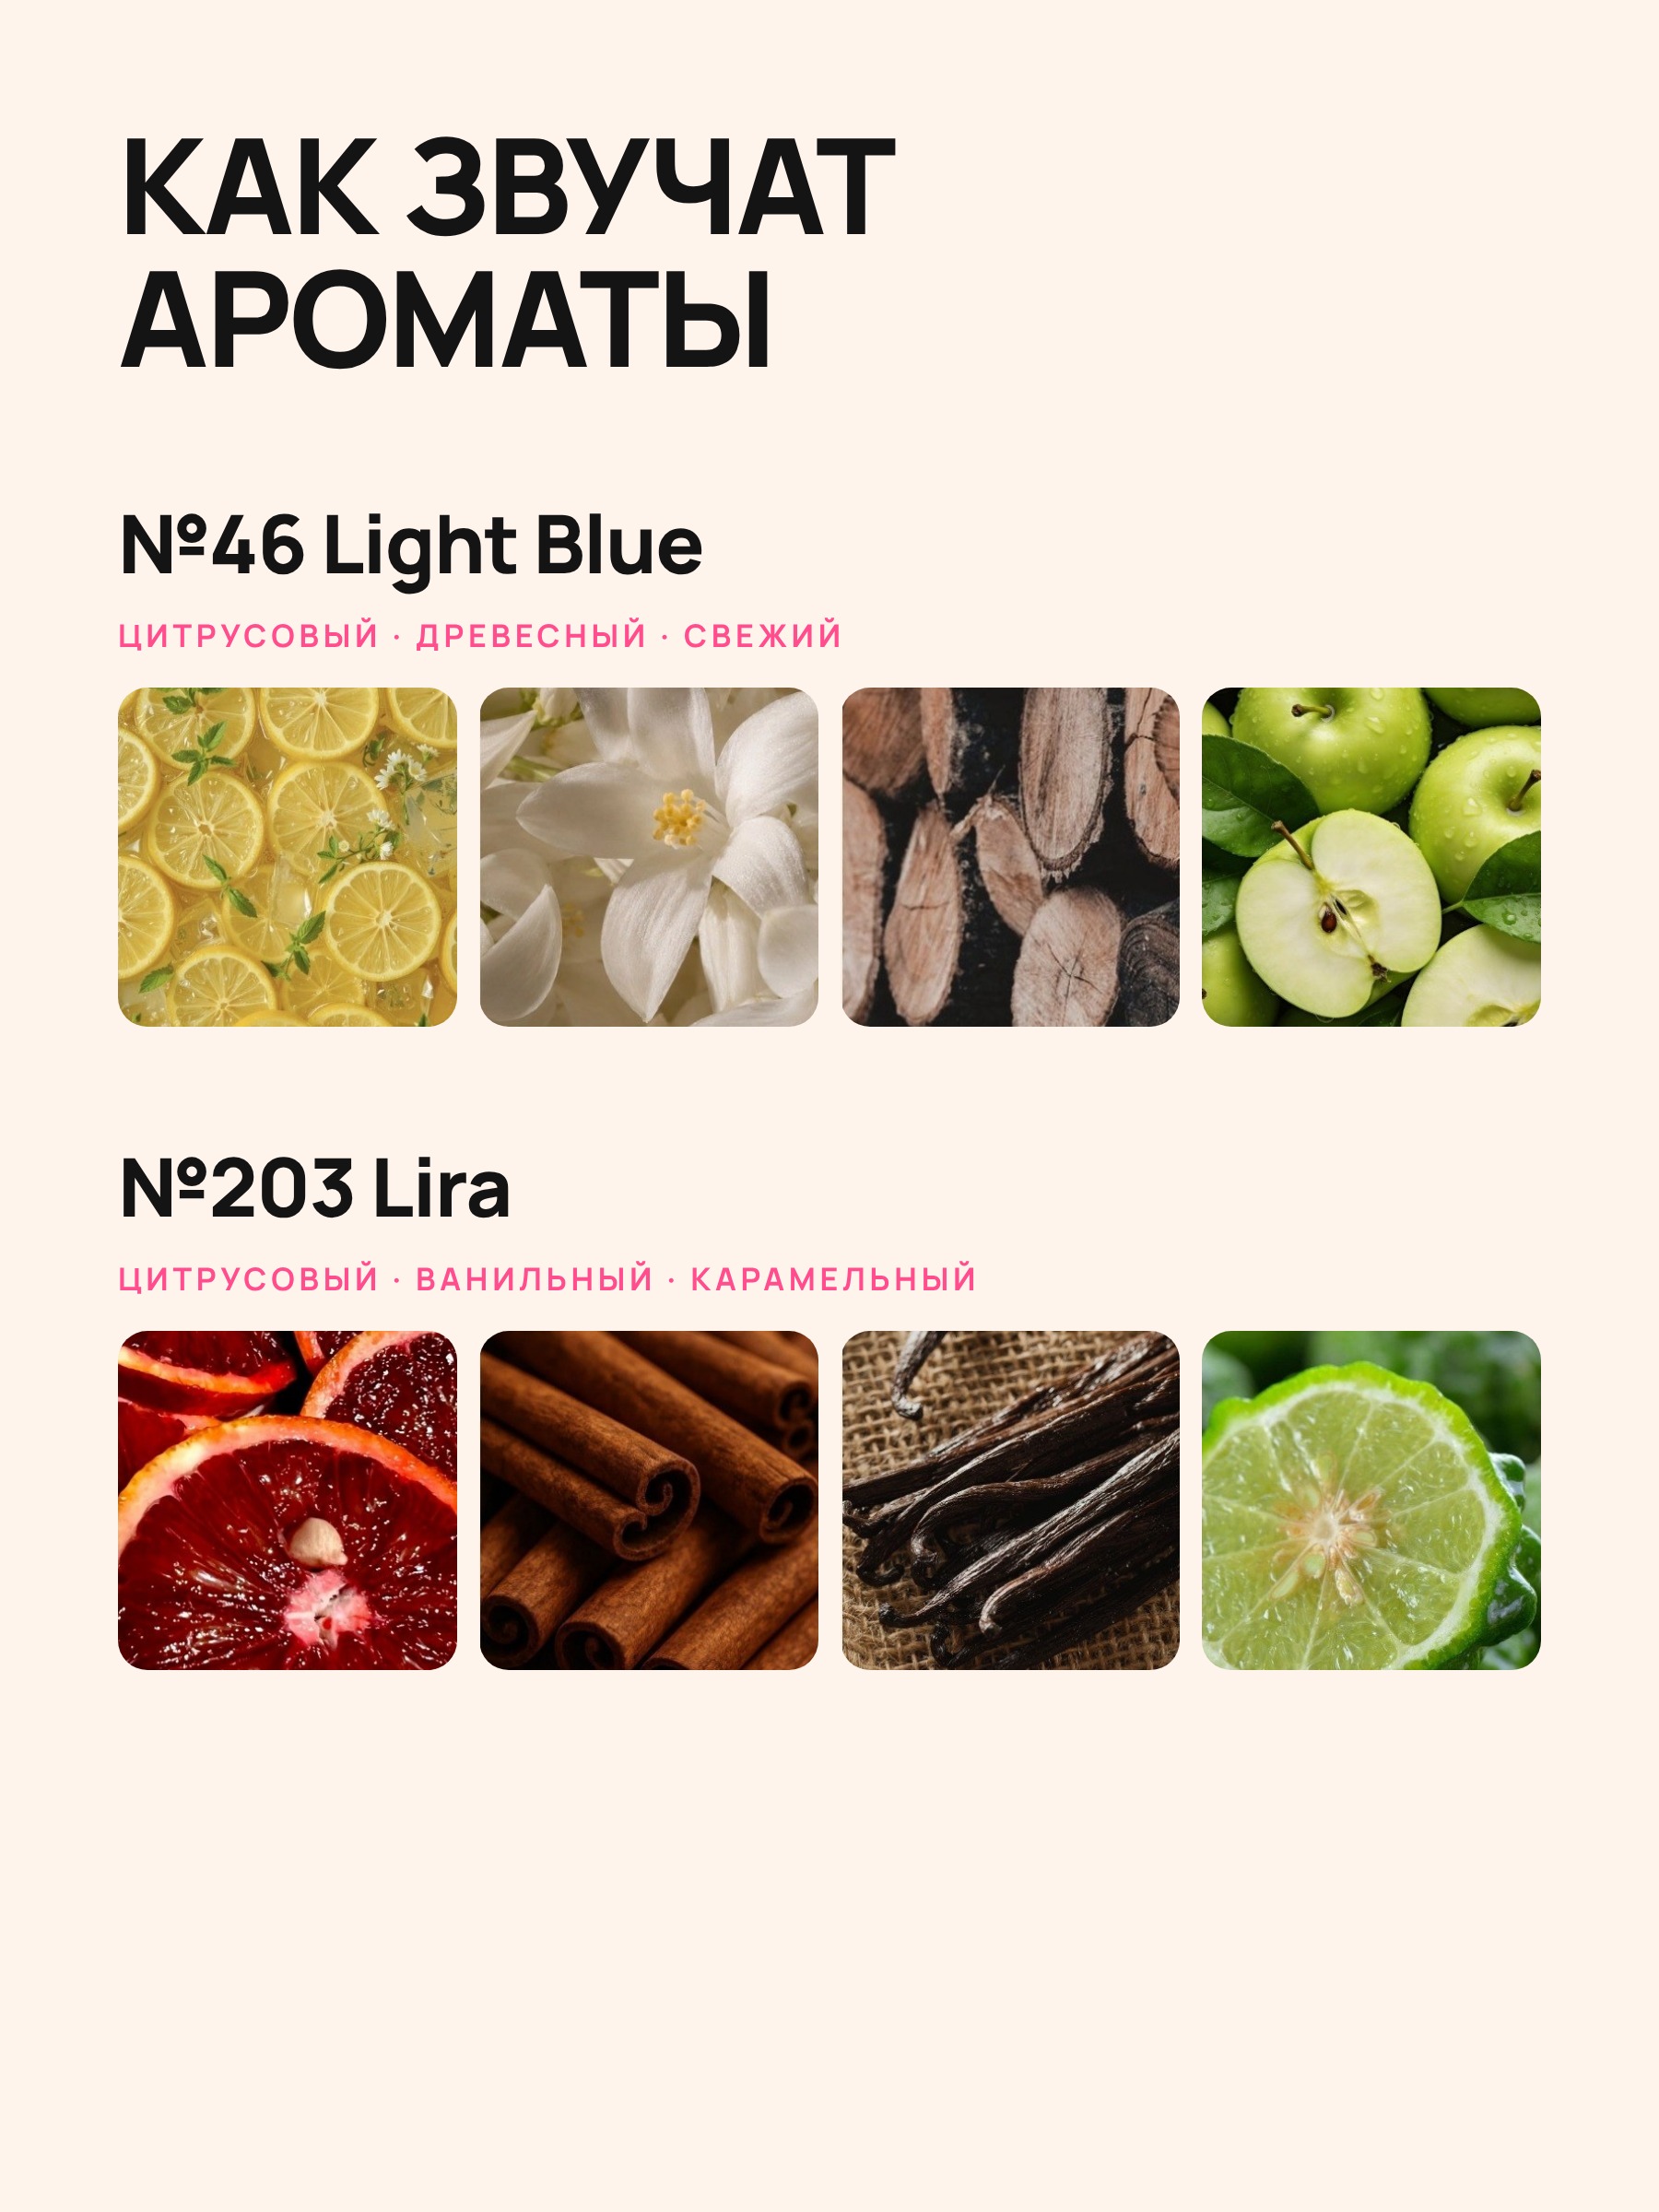 КАК ЗВУЧАТ
АРОМАТЫ
№46 Light Blue
ЦИТРУСОВЫЙ · ДРЕВЕСНЫЙ · СВЕЖИЙ
№203 Lira
ЦИТРУСОВЫЙ · ВАНИЛЬНЫЙ · КАРАМЕЛЬНЫЙ